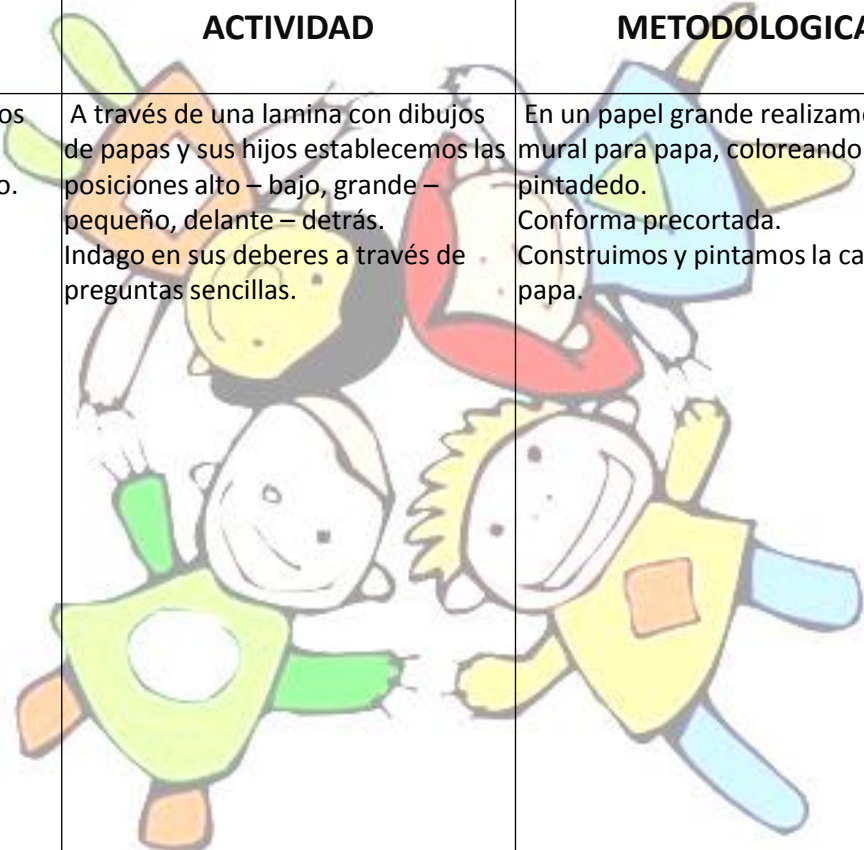 ACTIVIDAD
METODOLOGICA
os
o.
A través de una lamina con dibujos
de papas y sus hijos establecemos las
posiciones alto – bajo, grande –
pequeño, delante – detrás.
Indago en sus deberes a través de
preguntas sencillas.
En un papel grande realizam
mural para papa, coloreando
pintadedo.
Conforma precortada.
Construimos y pintamos la ca
papa.